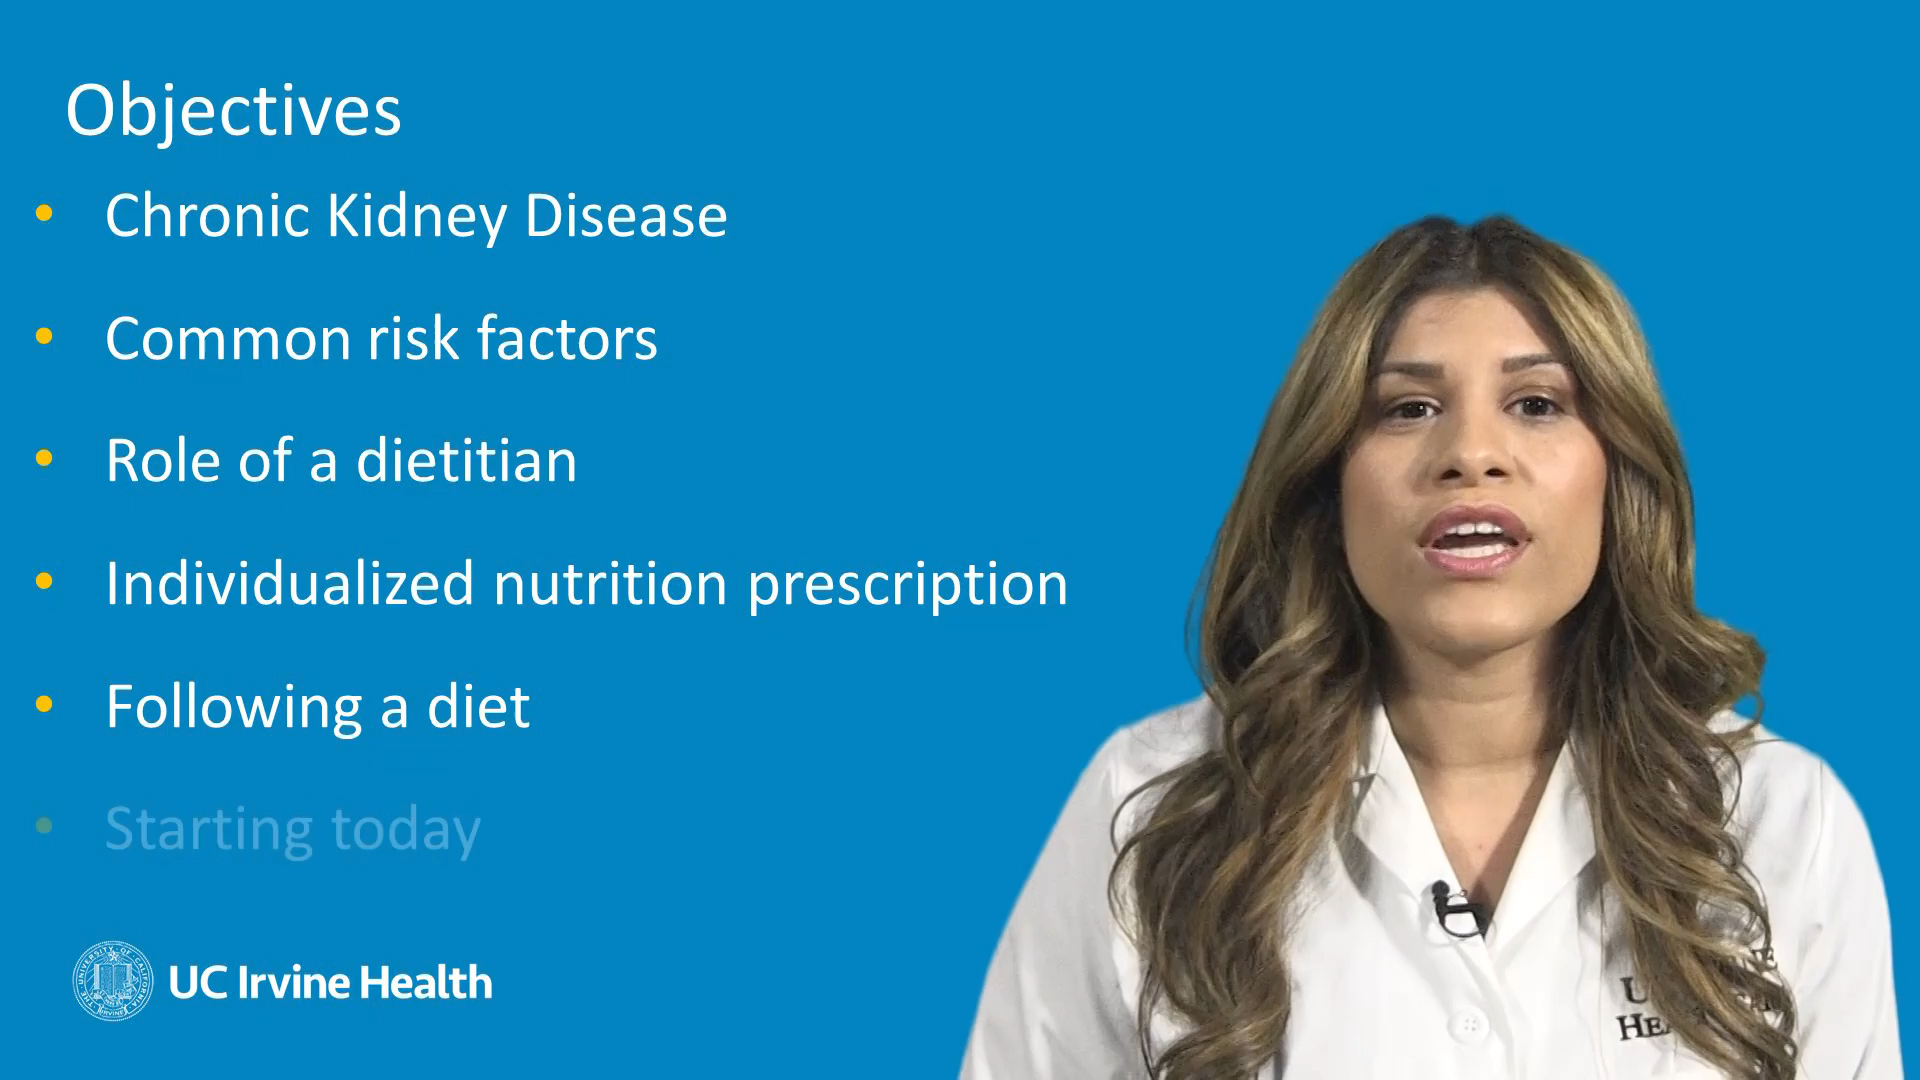 Objectives
• Chronic Kidney Disease
• Common risk factors
• Role of a dietitian
• Individualized nutrition prescription
• Following a diet
• Starting today
UC Irvine Health